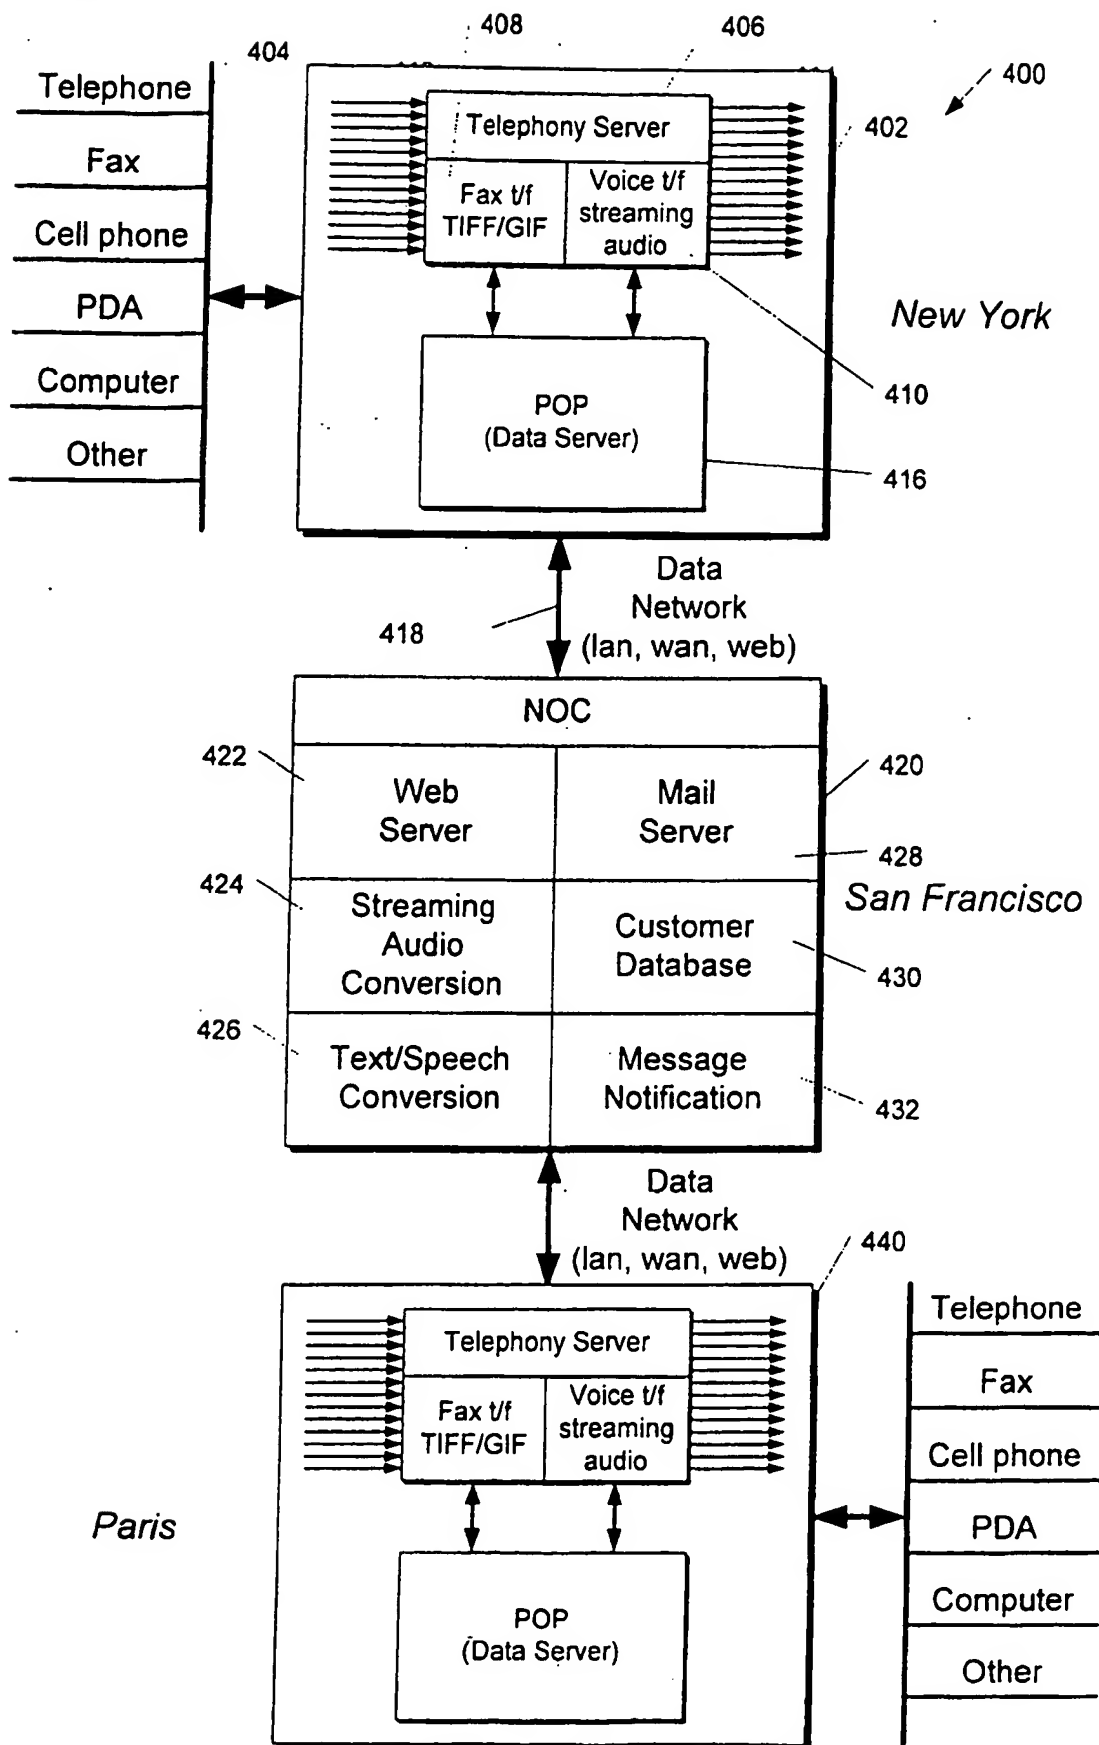 408
406
404
400
Telephone
402
Telephony Server
Fax
Fax t/f
TIFF/GIF
Voice t/f
streaming
audio
Cell phone
PDA
New York
Computer
410
POP
(Data Server)
Other
416
Data
Network
(lan, wan, web)
418
NOC
422
420
Web
Server
Mail
Server
428
424
San Francisco
Streaming
Audio
Conversion
Customer
Database
430
426
Text/Speech
Conversion
Message
Notification
432
Data
Network
(lan, wan, web)
440
Telephone
Telephony Server
Fax
Fax t/f
TIFF/GIF
Voice t/f
streaming
audio
Cell phone
Paris
PDA
Computer
POP
(Data Server)
Other